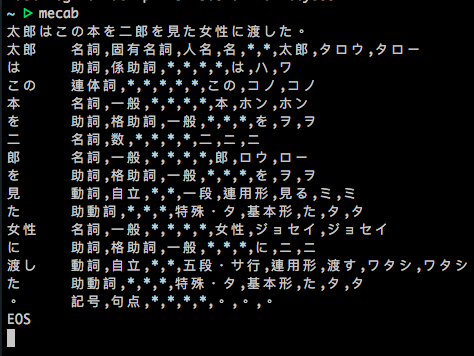 ~ ▷ mecab
太郎はこの本を二郎を見た女性に渡した。
太郎	名詞,固有名詞,人名,名,*,*,太郎,タロウ,タロー
は	助詞,係助詞,*,*,*,*,は,ハ,ワ
この	連体詞,*,*,*,*,*,この,コノ,コノ
本	名詞,一般,*,*,*,*,本,ホン,ホン
を	助詞,格助詞,一般,*,*,*,を,ヲ,ヲ
二	名詞,数,*,*,*,*,二,ニ,ニ
郎	名詞,一般,*,*,*,*,郎,ロウ,ロー
を	助詞,格助詞,一般,*,*,*,を,ヲ,ヲ
見	動詞,自立,*,*,一段,連用形,見る,ミ,ミ
た	助動詞,*,*,*,特殊・タ,基本形,た,タ,タ
女性	名詞,一般,*,*,*,*,女性,ジョセイ,ジョセイ
に	助詞,格助詞,一般,*,*,*,に,ニ,ニ
渡し	動詞,自立,*,*,五段・サ行,連用形,渡す,ワタシ,ワタシ
た	助動詞,*,*,*,特殊・タ,基本形,た,タ,タ
。	記号,句点,*,*,*,*,。,。,。
EOS